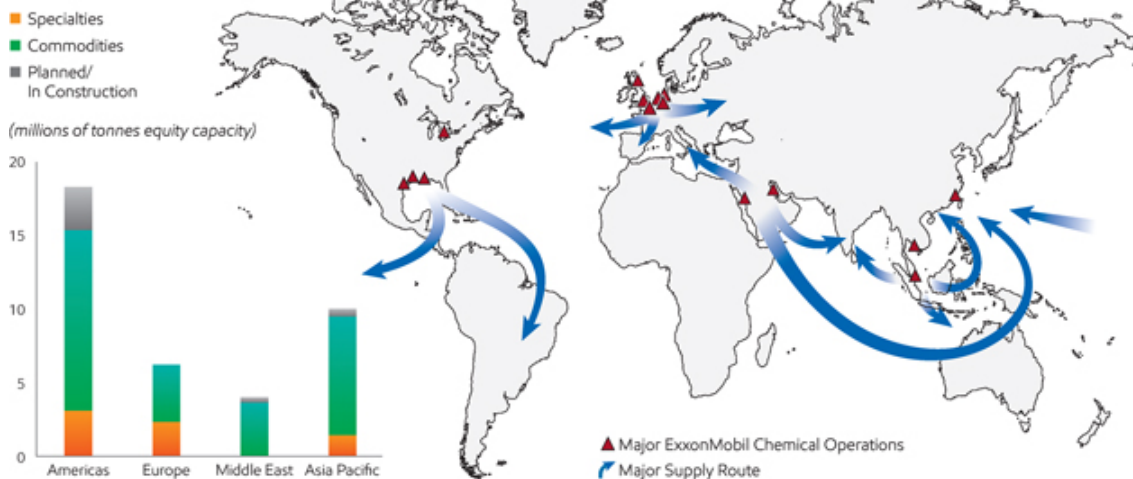 Specialties
Commodities
Planned/
In Construction
(millions of tonnes equity capacity)
20
15
10
5
0
Americas
Europe
Middle East
Asia Pacific
Major ExxonMobil Chemical Operations
Major Supply Route